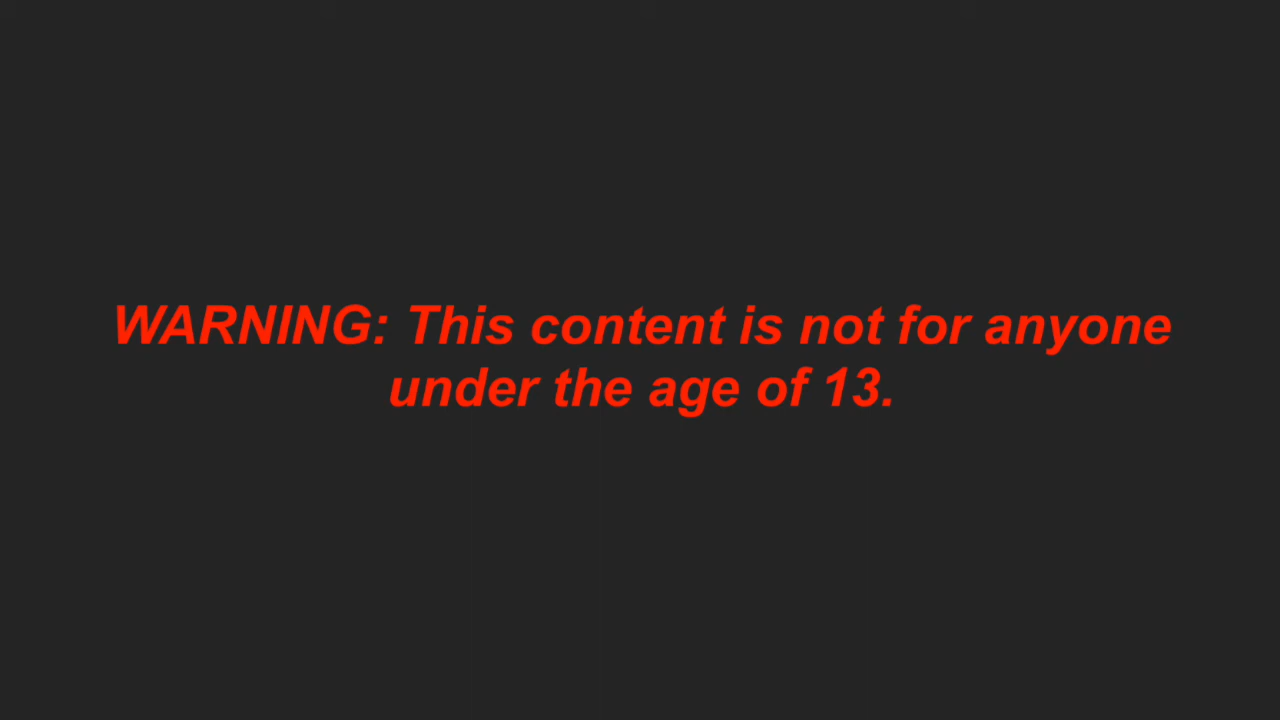 WARNING: This content is not for anyone
under the age of 13.